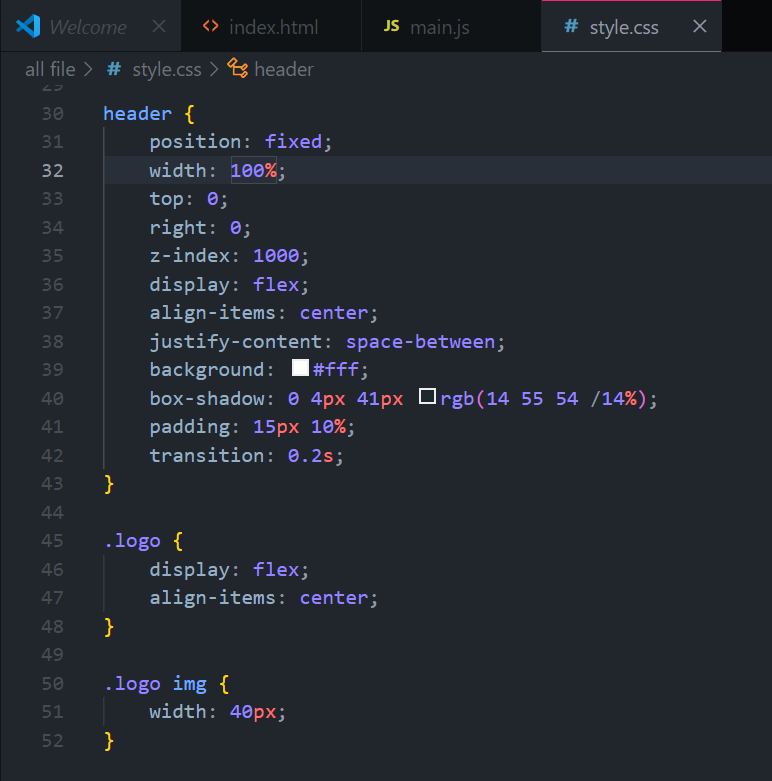 Welcome index.html JS main.js # style.css
all file > # style.css > header
29
30 header {
31 position: fixed;
32 width: 100%;
33 top: 0;
34 right: 0;
35 z-index: 1000;
36 display: flex;
37 align-items: center;
38 justify-content: space-between;
39 background: #fff;
40 box-shadow: 0 4px 41px rgb(14 55 54 /14%);
41 padding: 15px 10%;
42 transition: 0.2s;
43 }
44
45 .logo {
46 display: flex;
47 align-items: center;
48 }
49
50 .logo img {
51 width: 40px;
52 }